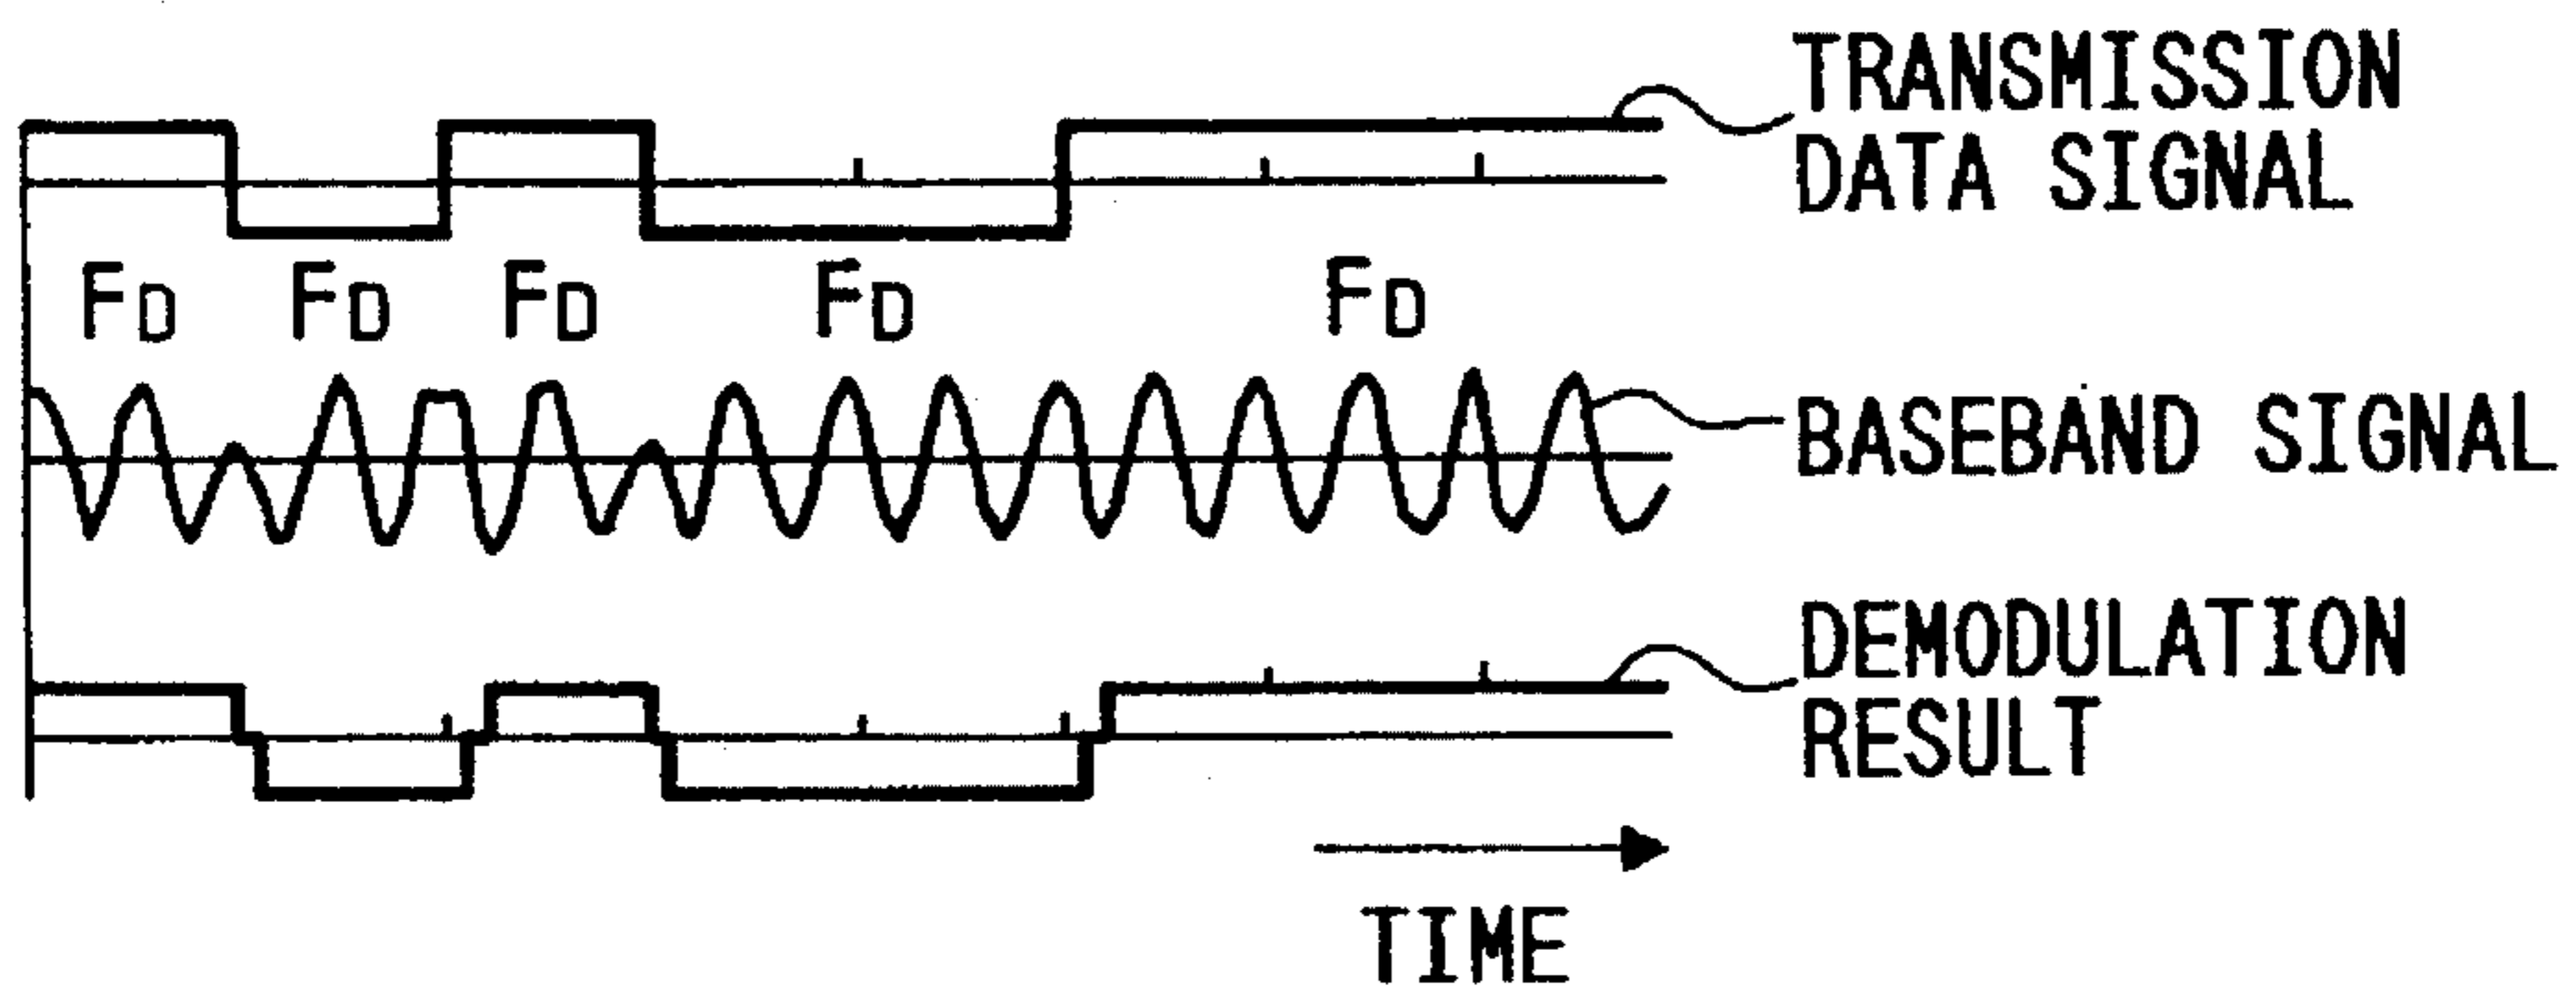 TRANSMISSION
DATA SIGNAL
FD FD FD FD FD
BASEBAND SIGNAL
DEMODULATION
RESULT
TIME